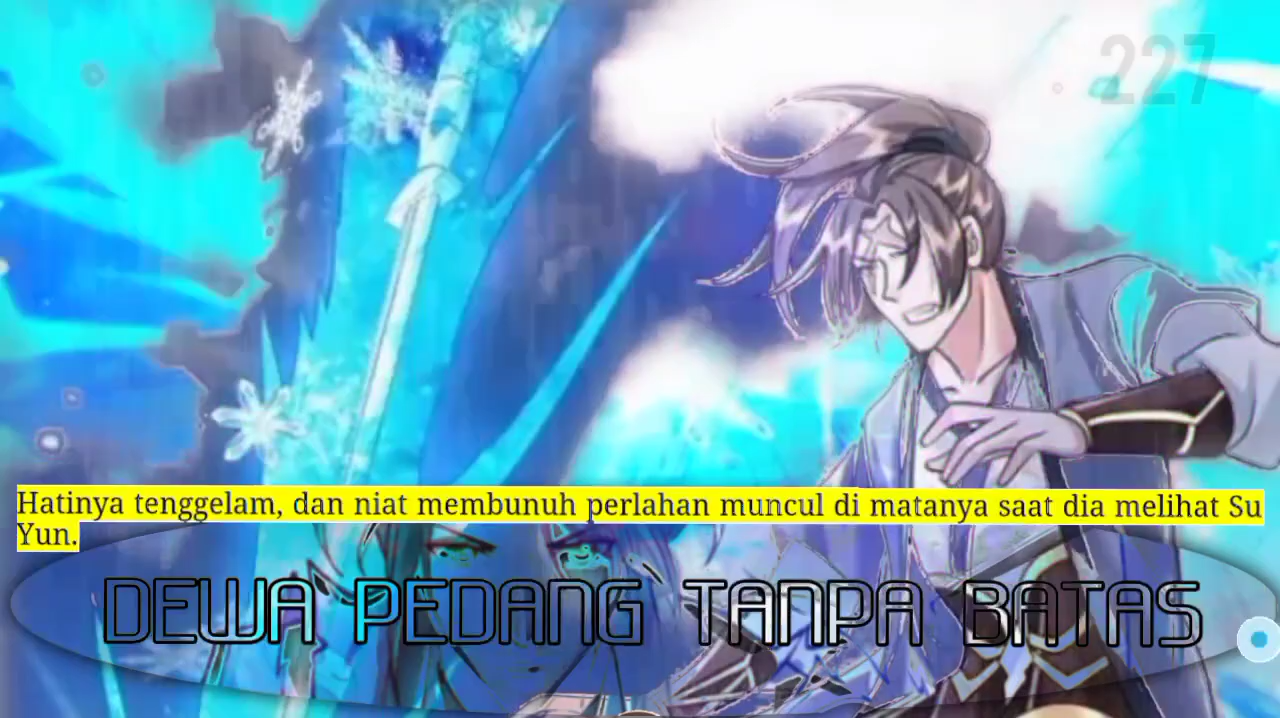 227
Hatinya tenggelam, dan niat membunuh perlahan muncul di matanya saat dia melihat Su
Yun.
DEWA PEDANG TANPA BATAS